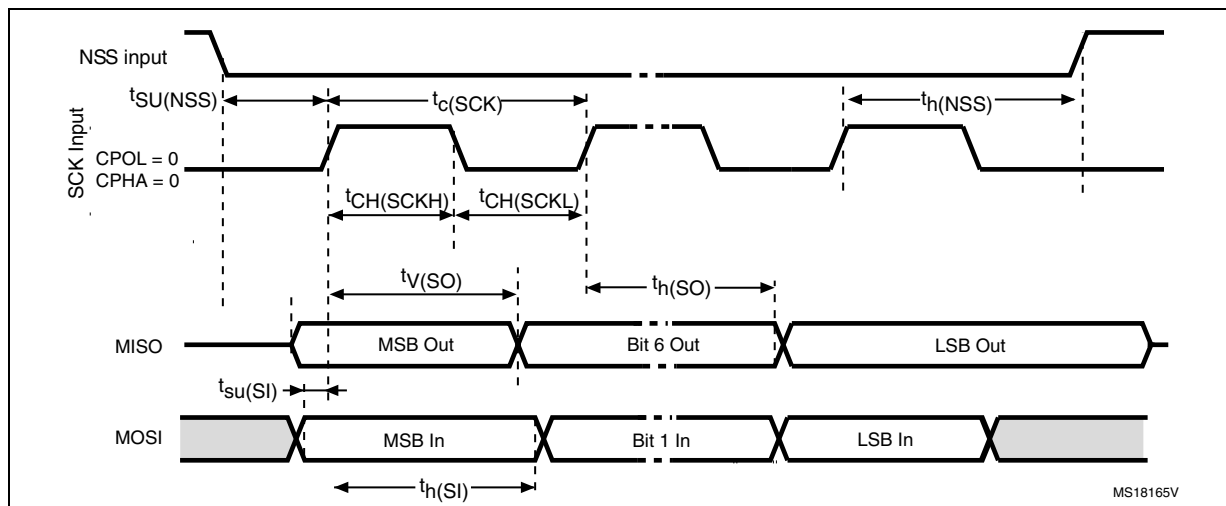 NSS input
tSU(NSS)
tc(SCK)
th(NSS)
SCK Input
CPOL = 0
CPHA = 0
tCH(SCKH)
tCH(SCKL)
tV(SO)
th(SO)
MISO
MSB Out
Bit 6 Out
LSB Out
tsu(SI)
MOSI
MSB In
Bit 1 In
LSB In
th(SI)
MS18165V